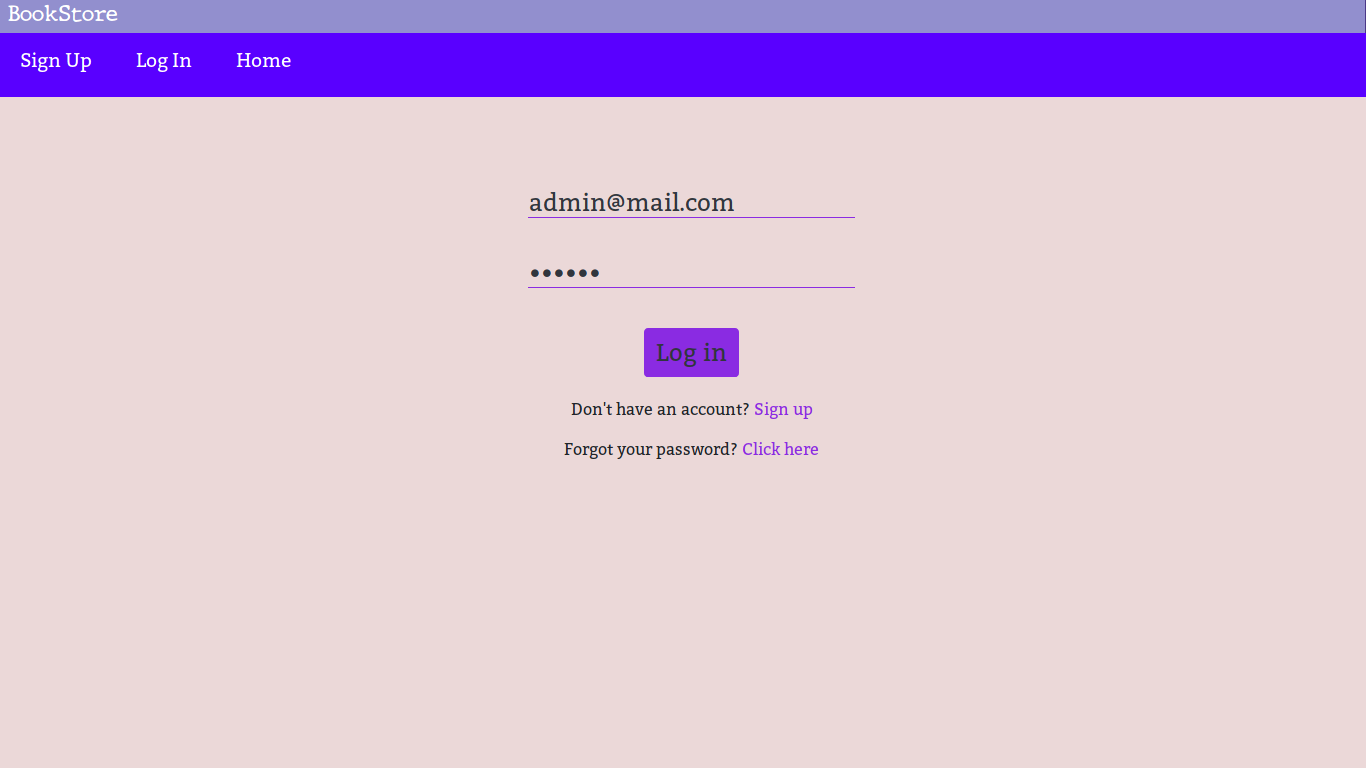 BookStore
Sign Up Log In Home
admin@mail.com
••••••
Log in
Don't have an account? Sign up
Forgot your password? Click here